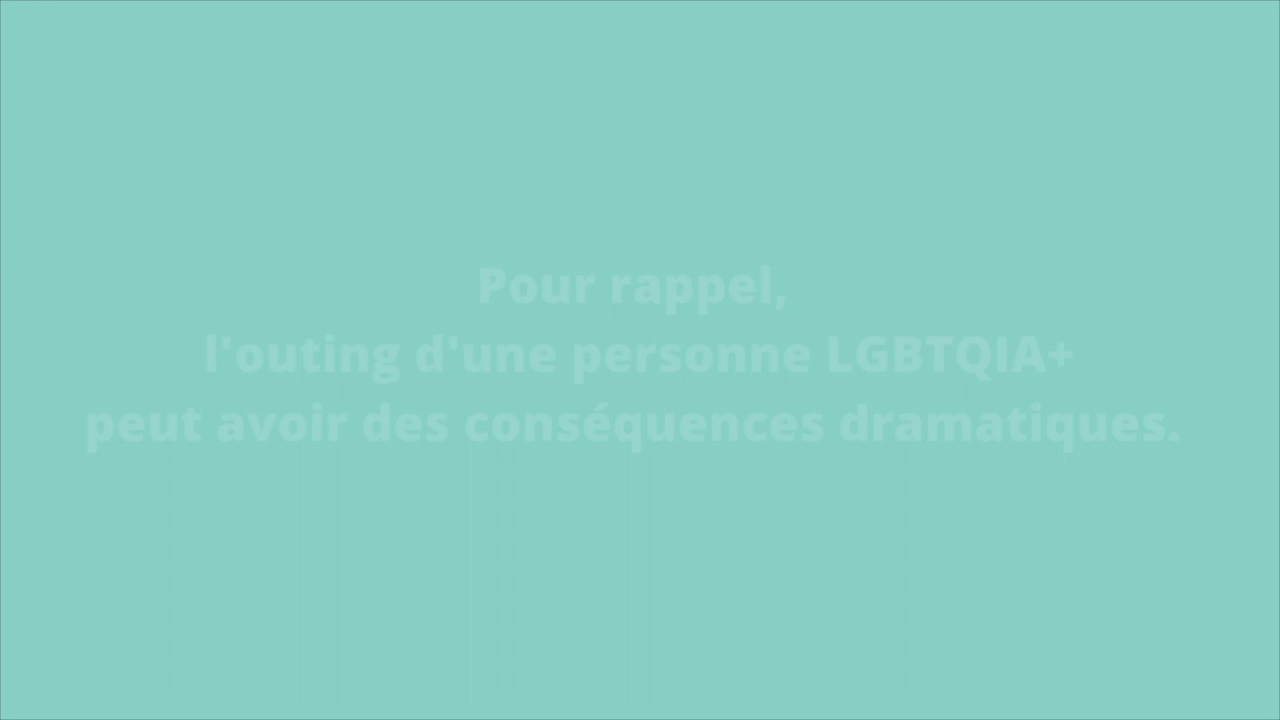 Pour rappel,
l'outing d'une personne LGBTQIA+
peut avoir des conséquences dramatiques.